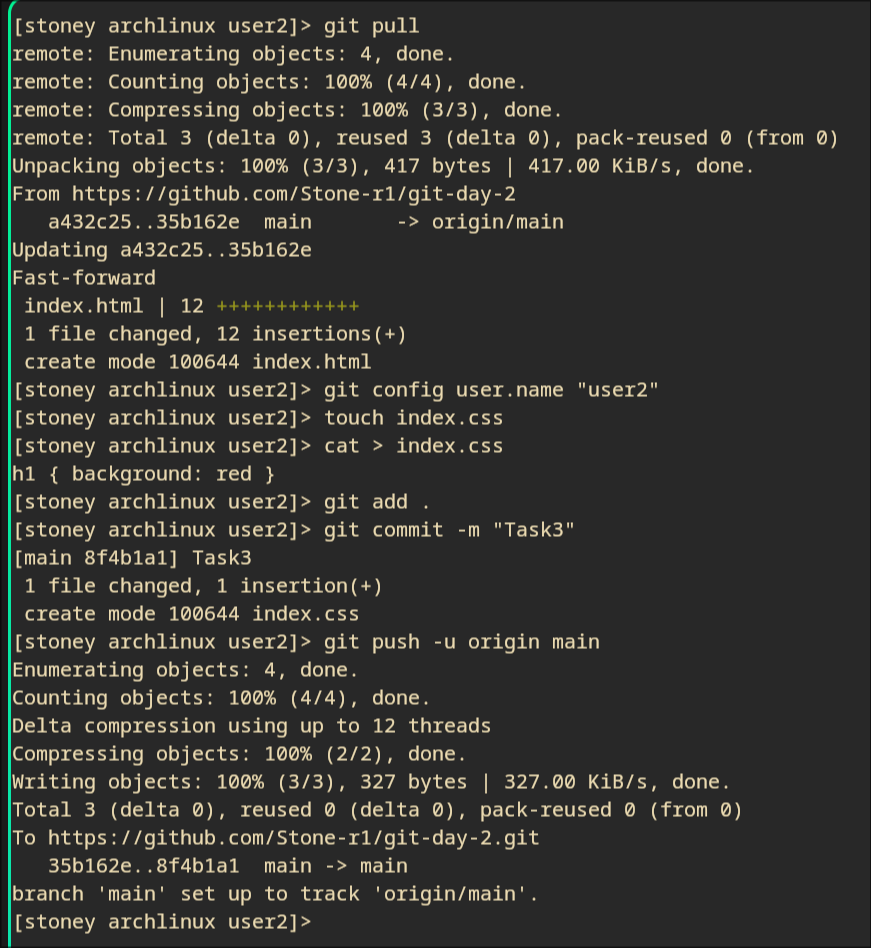 [stoney archlinux user2]> git pull
remote: Enumerating objects: 4, done.
remote: Counting objects: 100% (4/4), done.
remote: Compressing objects: 100% (3/3), done.
remote: Total 3 (delta 0), reused 3 (delta 0), pack-reused 0 (from 0)
Unpacking objects: 100% (3/3), 417 bytes | 417.00 KiB/s, done.
From https://github.com/Stone-r1/git-day-2
   a432c25..35b162e  main       -> origin/main
Updating a432c25..35b162e
Fast-forward
 index.html | 12 ++++++++++++
 1 file changed, 12 insertions(+)
 create mode 100644 index.html
[stoney archlinux user2]> git config user.name "user2"
[stoney archlinux user2]> touch index.css
[stoney archlinux user2]> cat > index.css
h1 { background: red }
[stoney archlinux user2]> git add .
[stoney archlinux user2]> git commit -m "Task3"
[main 8f4b1a1] Task3
 1 file changed, 1 insertion(+)
 create mode 100644 index.css
[stoney archlinux user2]> git push -u origin main
Enumerating objects: 4, done.
Counting objects: 100% (4/4), done.
Delta compression using up to 12 threads
Compressing objects: 100% (2/2), done.
Writing objects: 100% (3/3), 327 bytes | 327.00 KiB/s, done.
Total 3 (delta 0), reused 0 (delta 0), pack-reused 0 (from 0)
To https://github.com/Stone-r1/git-day-2.git
   35b162e..8f4b1a1  main -> main
branch 'main' set up to track 'origin/main'.
[stoney archlinux user2]>